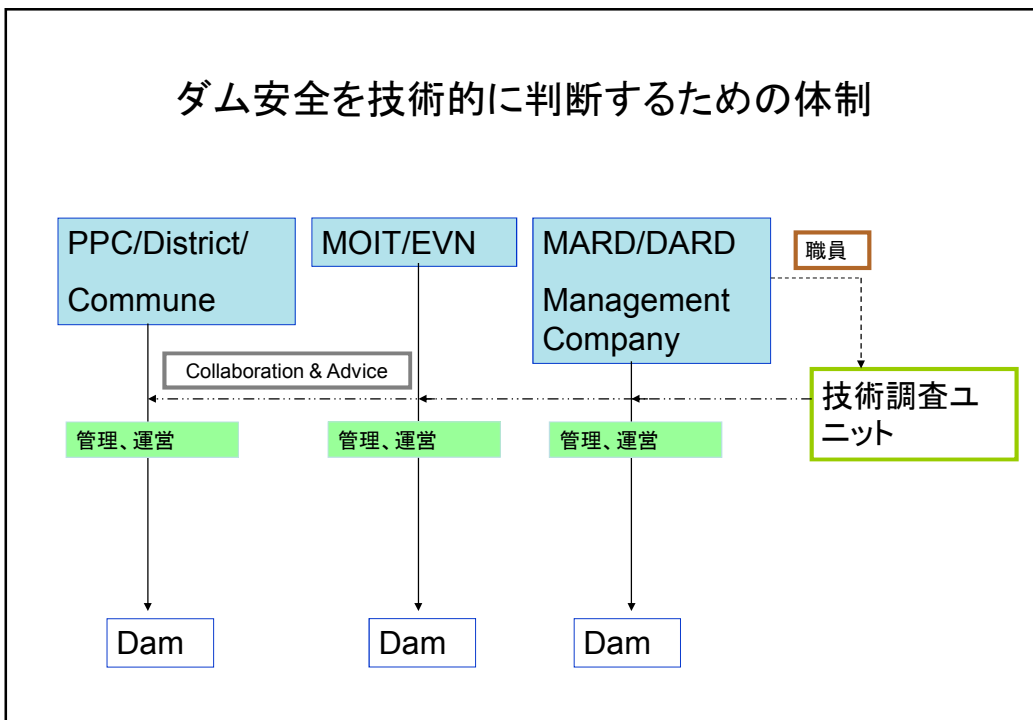 ダム安全を技術的に判断するための体制
PPC/District/
Commune
MOIT/EVN
MARD/DARD
Management
Company
職員
Collaboration & Advice
技術調査ユ
ニット
管理、運営
管理、運営
管理、運営
Dam
Dam
Dam